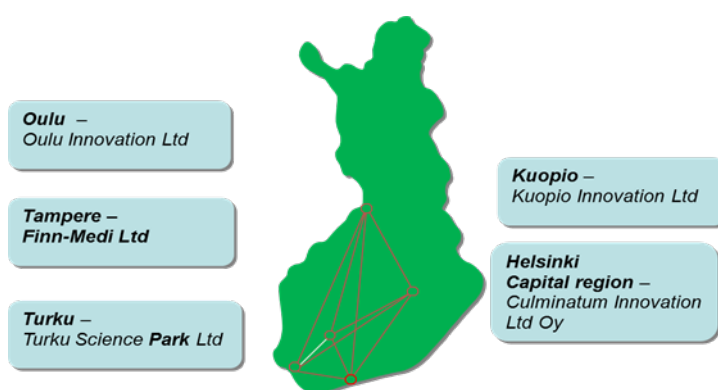 Oulu –
Oulu Innovation Ltd
Tampere –
Finn-Medi Ltd
Turku –
Turku Science Park Ltd
Kuopio –
Kuopio Innovation Ltd
Helsinki
Capital region –
Culminatum Innovation
Ltd Oy